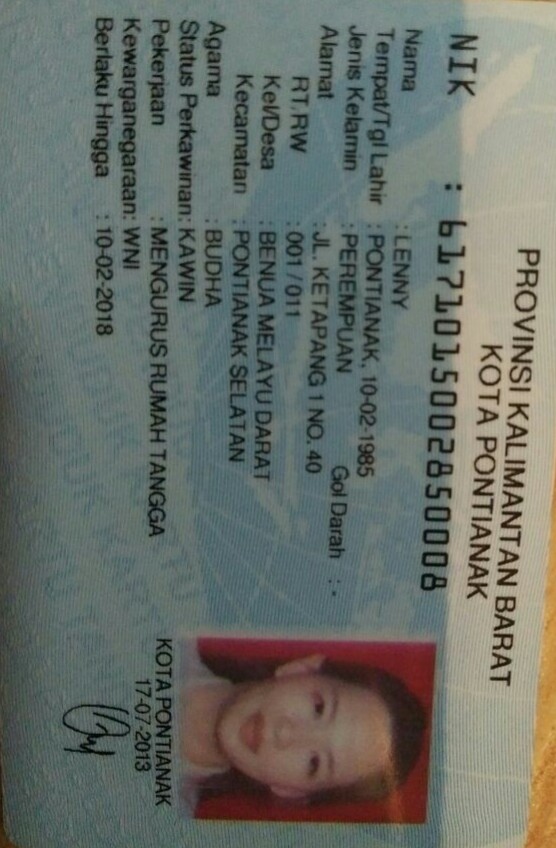 PROVINSI KALIMANTAN BARAT
KOTA PONTIANAK
NIK : 6171015002850008
Nama : LENNY
Tempat/Tgl Lahir : PONTIANAK, 10-02-1985
Jenis Kelamin : PEREMPUAN Gol Darah : -
Alamat : JL. KETAPANG 1 NO. 40
RT/RW : 001 / 011
Kel/Desa : BENUA MELAYU DARAT
Kecamatan : PONTIANAK SELATAN
Agama : BUDHA
Status Perkawinan: KAWIN
Pekerjaan : MENGURUS RUMAH TANGGA
Kewarganegaraan: WNI
Berlaku Hingga : 10-02-2018
KOTA PONTIANAK
17-07-2013